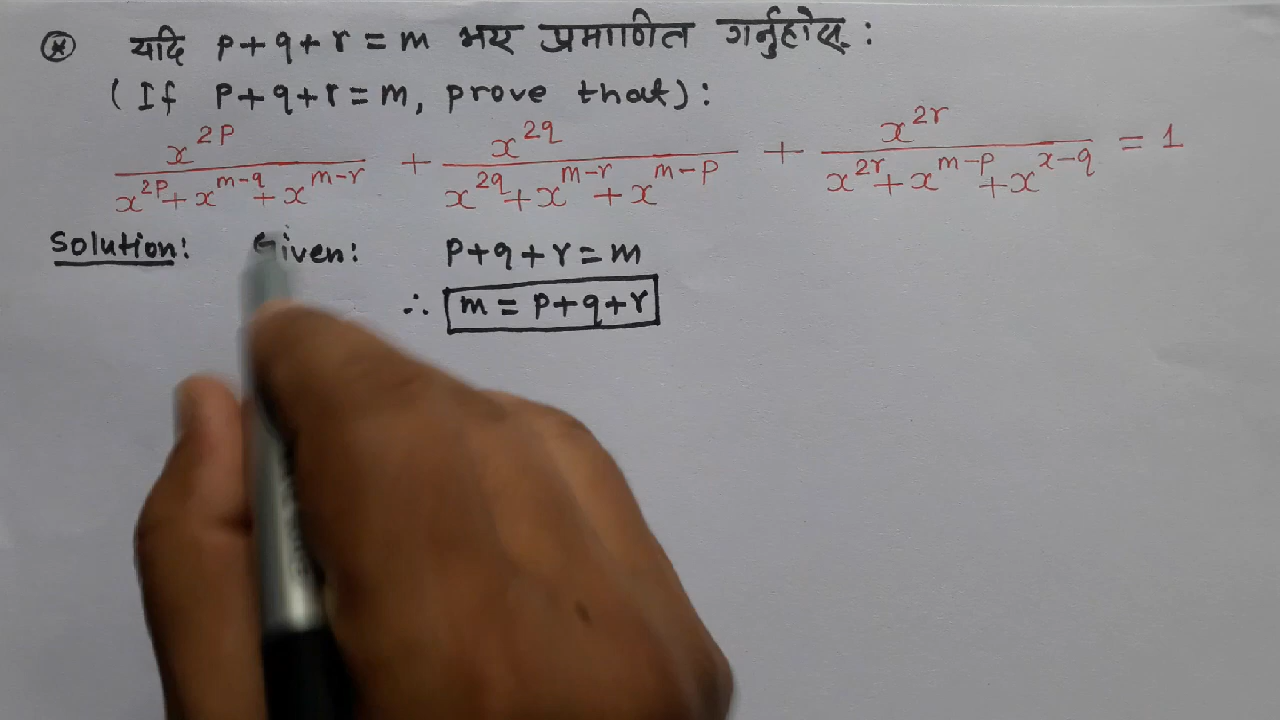 (*) यदि p+q+r = m भए प्रमाणित गर्नुहोस् :
(If p+q+r = m, prove that) :
x^2p / (x^2p + x^m-q + x^m-r) + x^2q / (x^2q + x^m-r + x^m-p) + x^2r / (x^2r + x^m-p + x^x-q) = 1
Solution: Given: p+q+r = m
∴ m = p+q+r